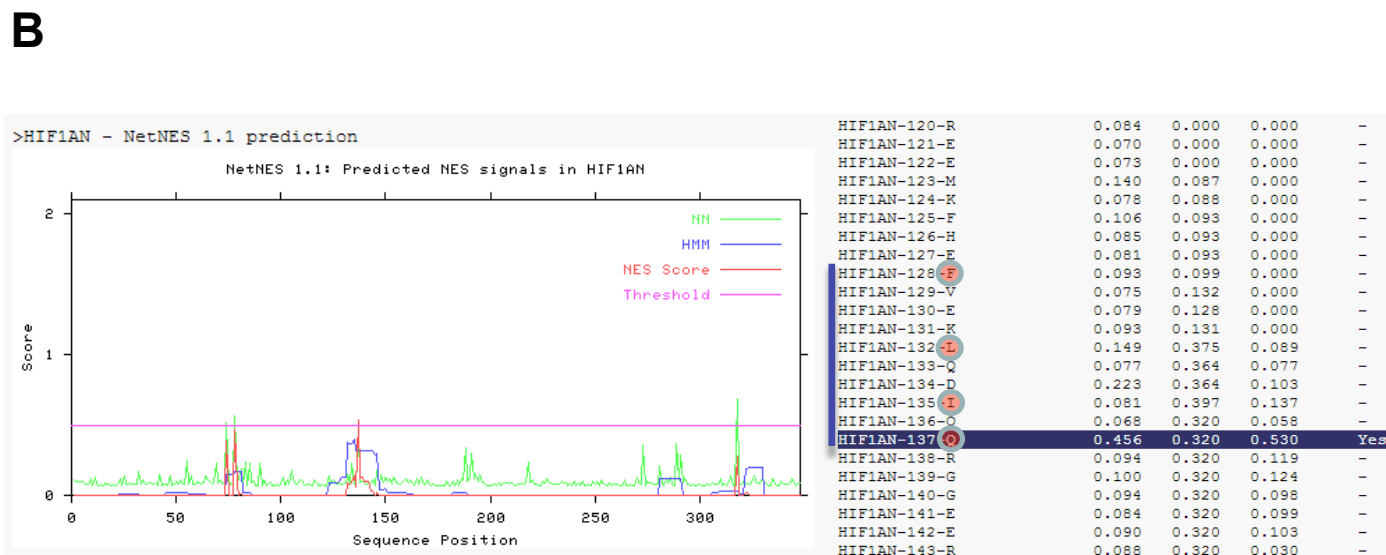 B
>HIF1AN - NetNES 1.1 prediction
NetNES 1.1: Predicted NES signals in HIF1AN
2
1
0
Score
NN
HMM
NES Score
Threshold
0 50 100 150 200 250 300
Sequence Position
HIF1AN-120-R 0.084 0.000 0.000 -
HIF1AN-121-E 0.070 0.000 0.000 -
HIF1AN-122-E 0.073 0.000 0.000 -
HIF1AN-123-M 0.140 0.087 0.000 -
HIF1AN-124-K 0.078 0.088 0.000 -
HIF1AN-125-F 0.106 0.093 0.000 -
HIF1AN-126-H 0.085 0.093 0.000 -
HIF1AN-127-E 0.081 0.093 0.000 -
HIF1AN-128-F 0.093 0.099 0.000 -
HIF1AN-129-V 0.075 0.132 0.000 -
HIF1AN-130-E 0.079 0.128 0.000 -
HIF1AN-131-K 0.093 0.131 0.000 -
HIF1AN-132-L 0.149 0.375 0.089 -
HIF1AN-133-Q 0.077 0.364 0.077 -
HIF1AN-134-D 0.223 0.364 0.103 -
HIF1AN-135-I 0.081 0.397 0.137 -
HIF1AN-136-Q 0.068 0.320 0.058 -
HIF1AN-137-Q 0.456 0.320 0.530 Yes
HIF1AN-138-R 0.094 0.320 0.119 -
HIF1AN-139-G 0.100 0.320 0.124 -
HIF1AN-140-G 0.094 0.320 0.098 -
HIF1AN-141-E 0.084 0.320 0.099 -
HIF1AN-142-E 0.090 0.320 0.103 -
HIF1AN-143-R 0.088 0.320 0.030 -